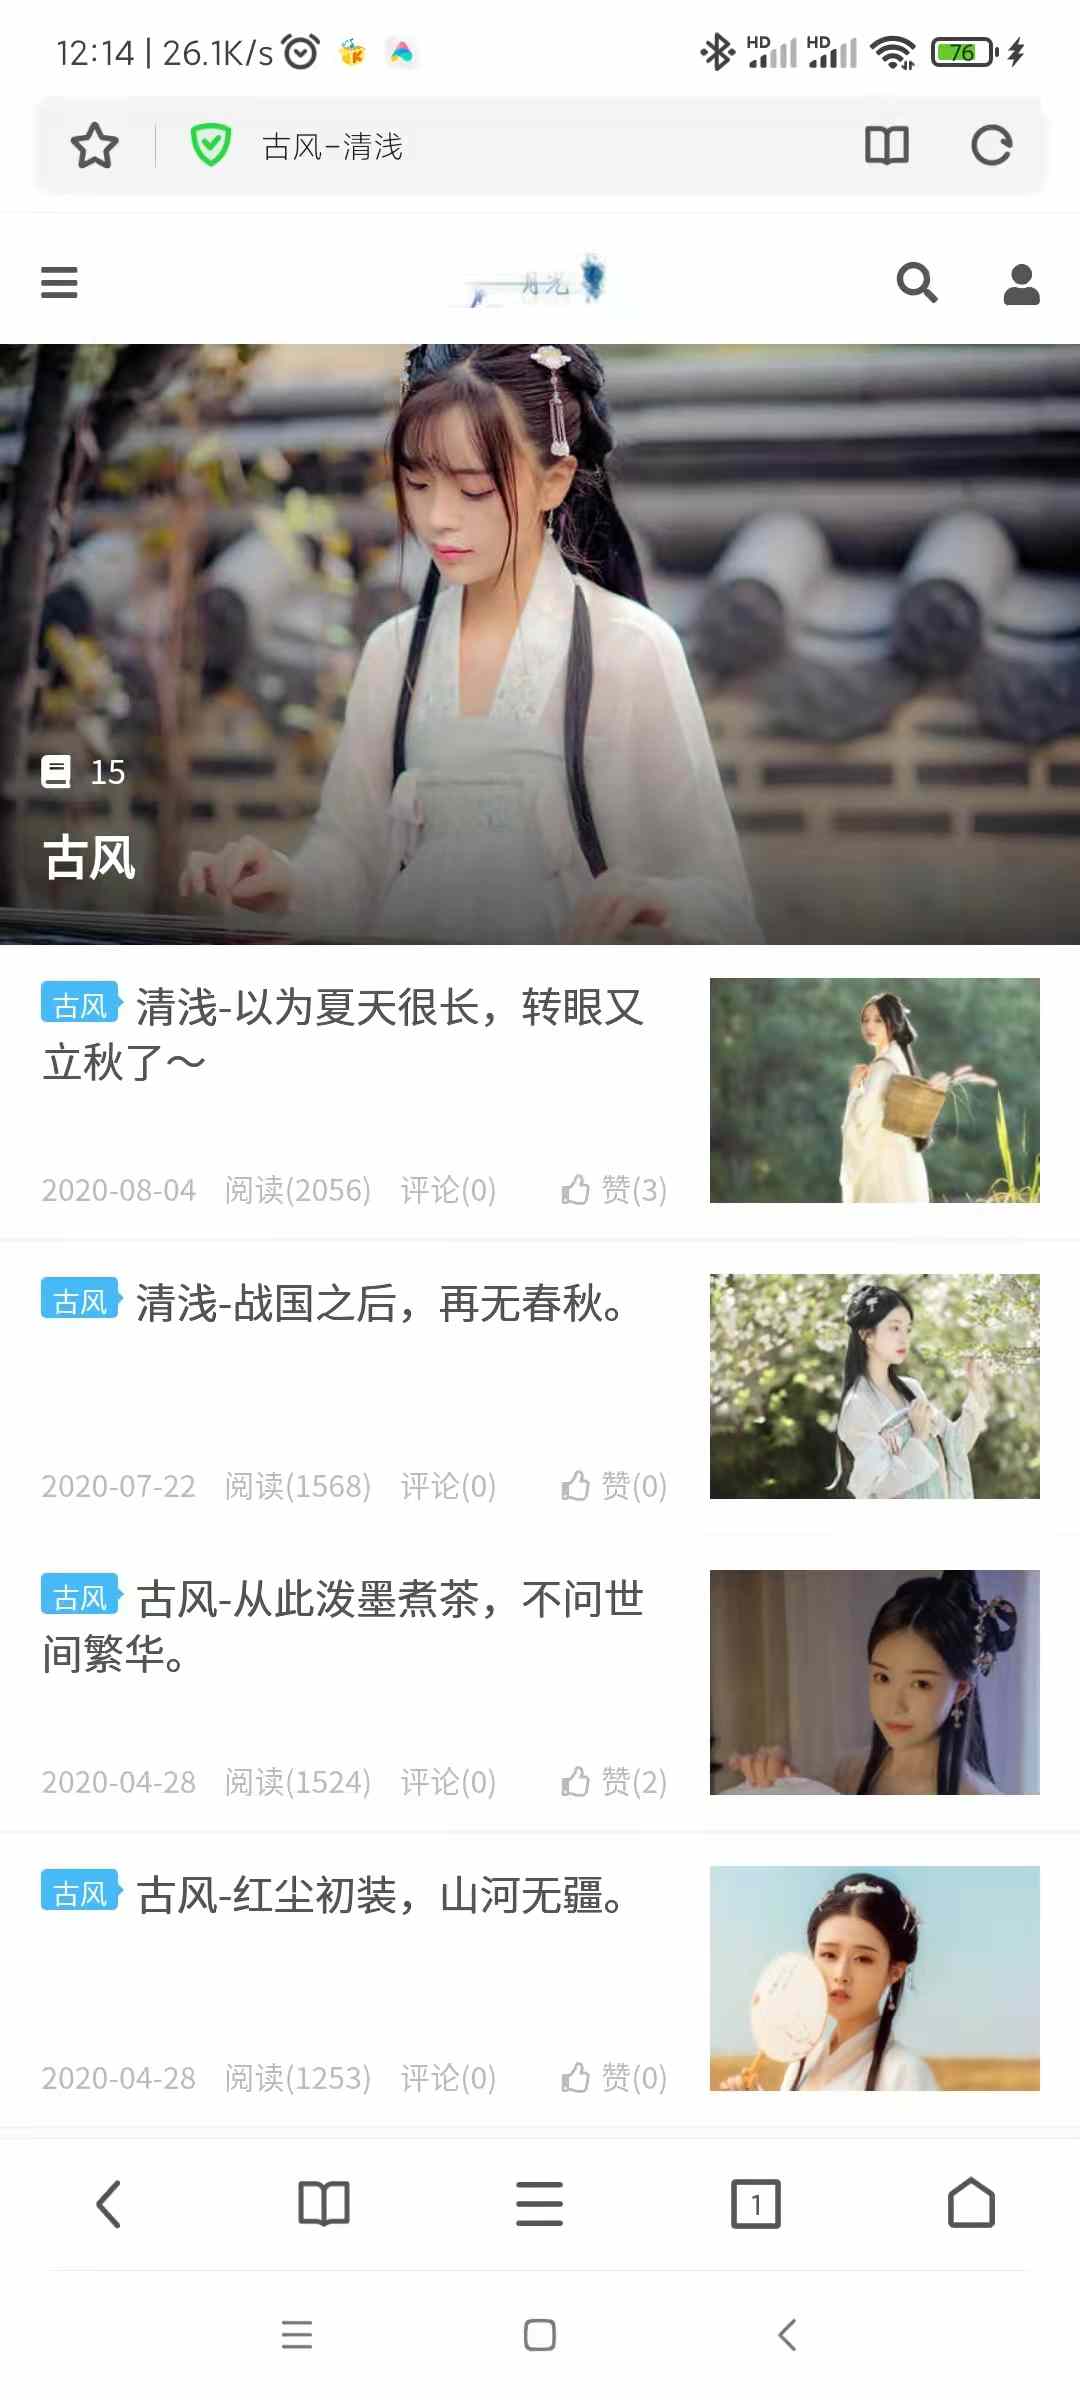 12:14 | 26.1K/s
HD HD 76
古风-清浅
月光
15
古风
古风 清浅-以为夏天很长，转眼又
立秋了～
2020-08-04 阅读(2056) 评论(0) 赞(3)
古风 清浅-战国之后，再无春秋。
2020-07-22 阅读(1568) 评论(0) 赞(0)
古风 古风-从此泼墨煮茶，不问世
间繁华。
2020-04-28 阅读(1524) 评论(0) 赞(2)
古风 古风-红尘初装，山河无疆。
2020-04-28 阅读(1253) 评论(0) 赞(0)
1